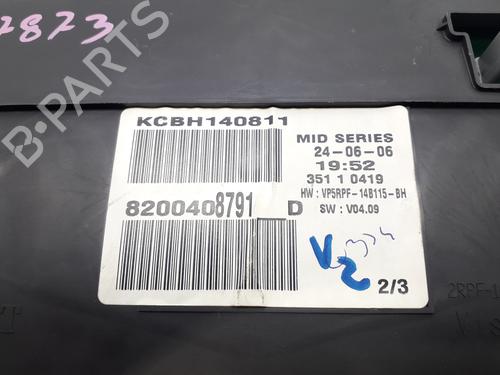 7873
B-PARTS
KCBH140811
MID SERIES
24-06-06
19:52
351 1 0419
HW : VP5RPF-14B115-BH
SW : V04.09
8200408791 D
V2
2/3